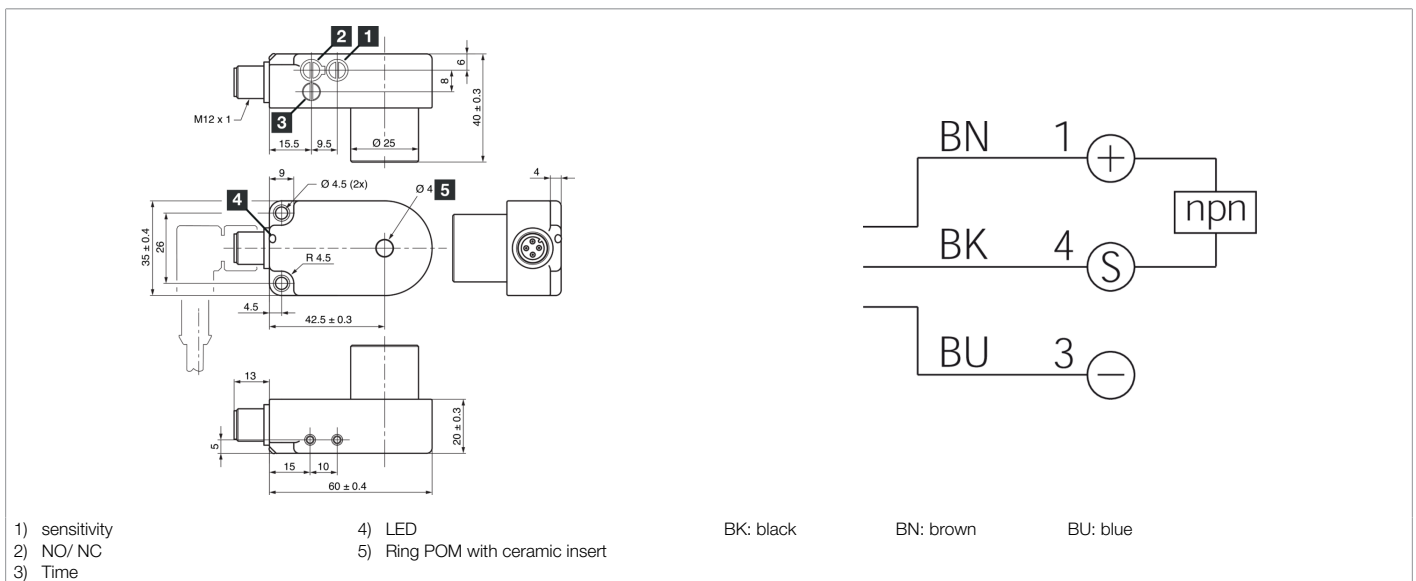 2 1
6
8
40 ± 0.3
M12 x 1
3
15.5 9.5 Ø 25
9
Ø 4.5 (2x)
4
Ø 4 5
4
35 ± 0.4
26
R 4.5
4.5
42.5 ± 0.3
13
5
20 ± 0.3
15 10
60 ± 0.4
BN 1 +
npn
BK 4 S
BU 3 −
1) sensitivity
2) NO/ NC
3) Time
4) LED
5) Ring POM with ceramic insert
BK: black BN: brown BU: blue